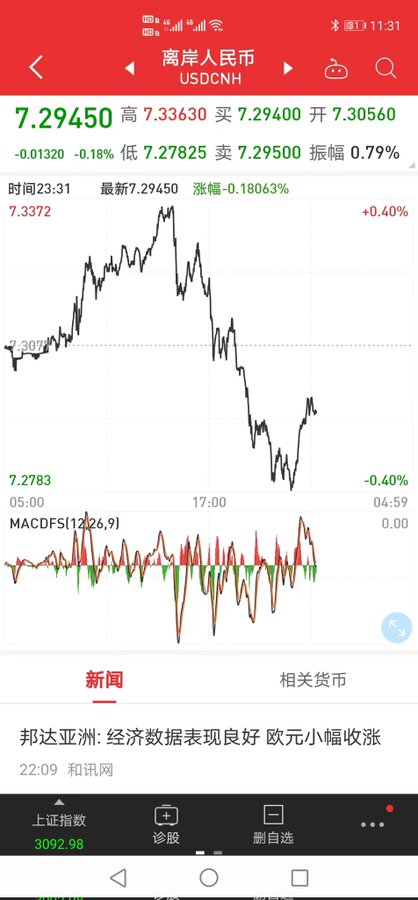 HD 1 4G 4G 81 11:31
HD 2
离岸人民币
USDCNH
7.29450 高 7.33630 买 7.29400 开 7.30560
-0.01320 -0.18% 低 7.27825 卖 7.29500 振幅 0.79%
时间23:31 最新7.29450 涨幅-0.18063%
7.3372 +0.40%
7.3078
7.2783 -0.40%
05:00 17:00 04:59
MACDFS(12,26,9) 0.00
新闻 相关货币
邦达亚洲: 经济数据表现良好 欧元小幅收涨
22:09 和讯网
上证指数 诊股 删自选
3092.98